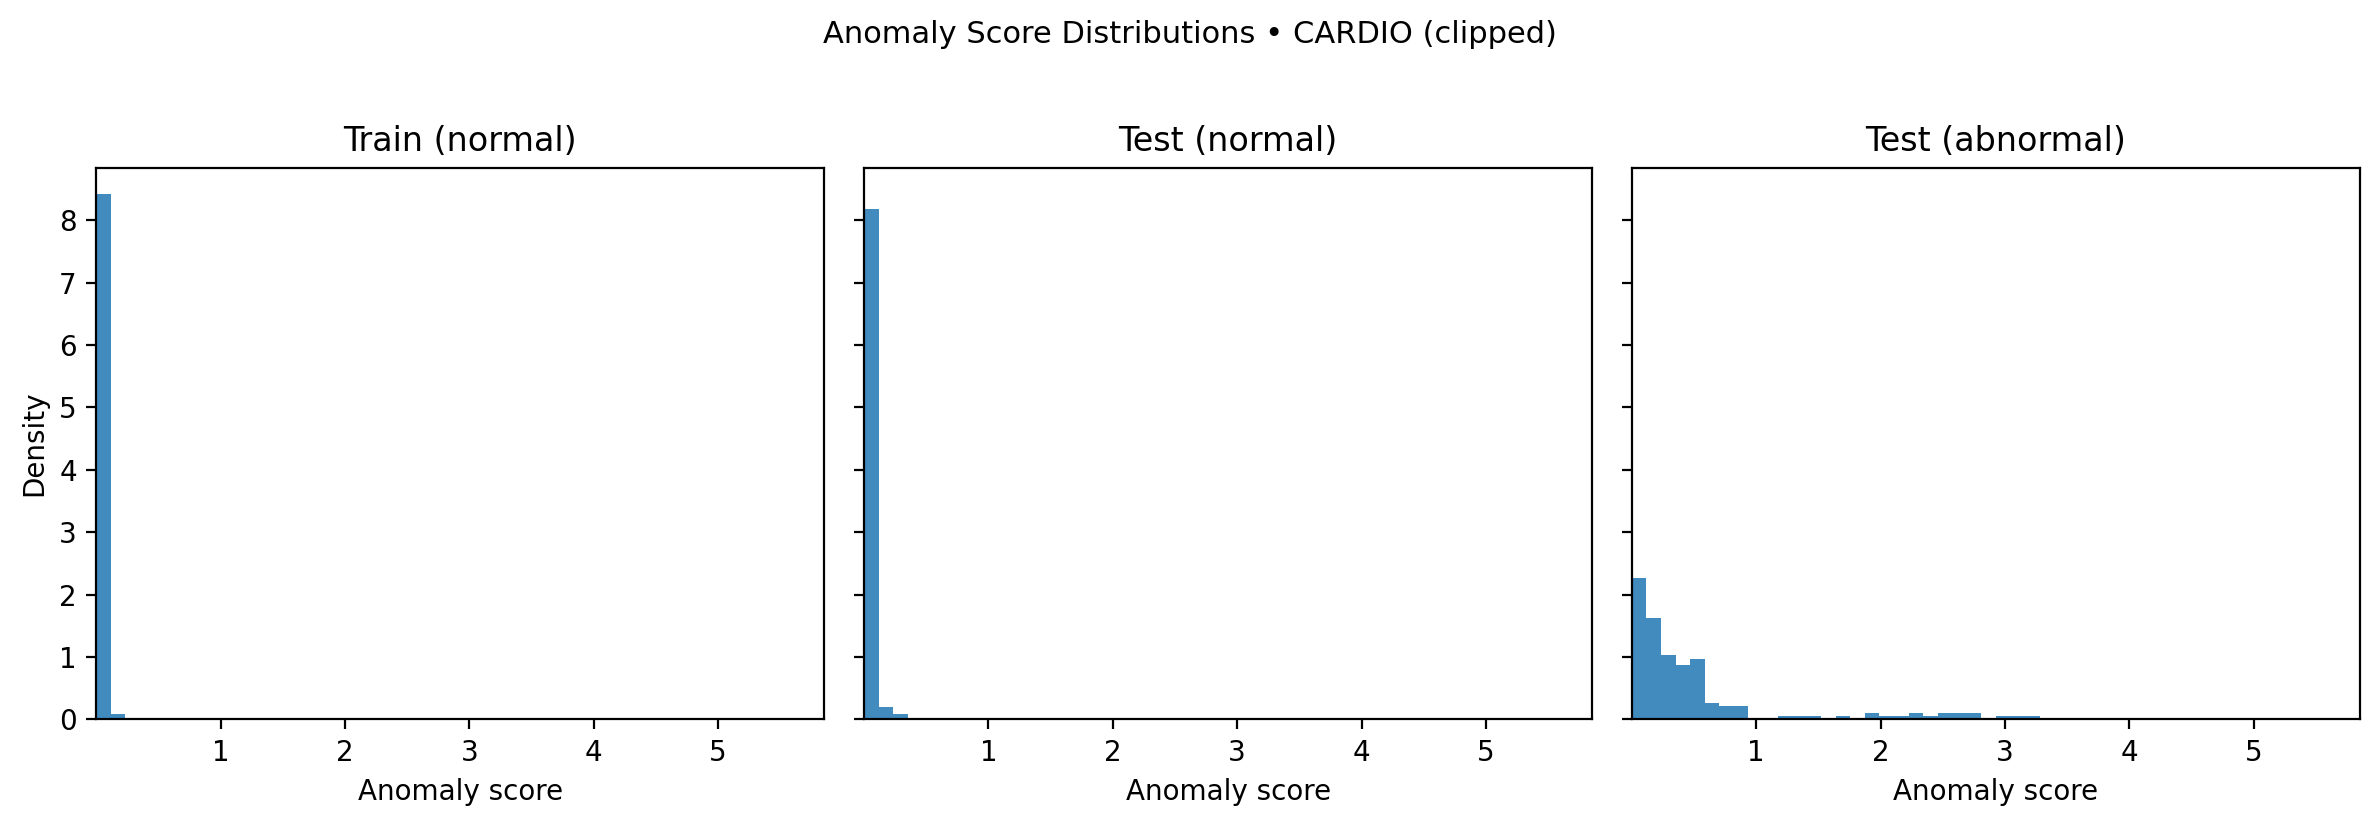 Anomaly Score Distributions • CARDIO (clipped)
Train (normal)
Test (normal)
Test (abnormal)
Density
8
7
6
5
4
3
2
1
0
1 2 3 4 5
1 2 3 4 5
1 2 3 4 5
Anomaly score
Anomaly score
Anomaly score